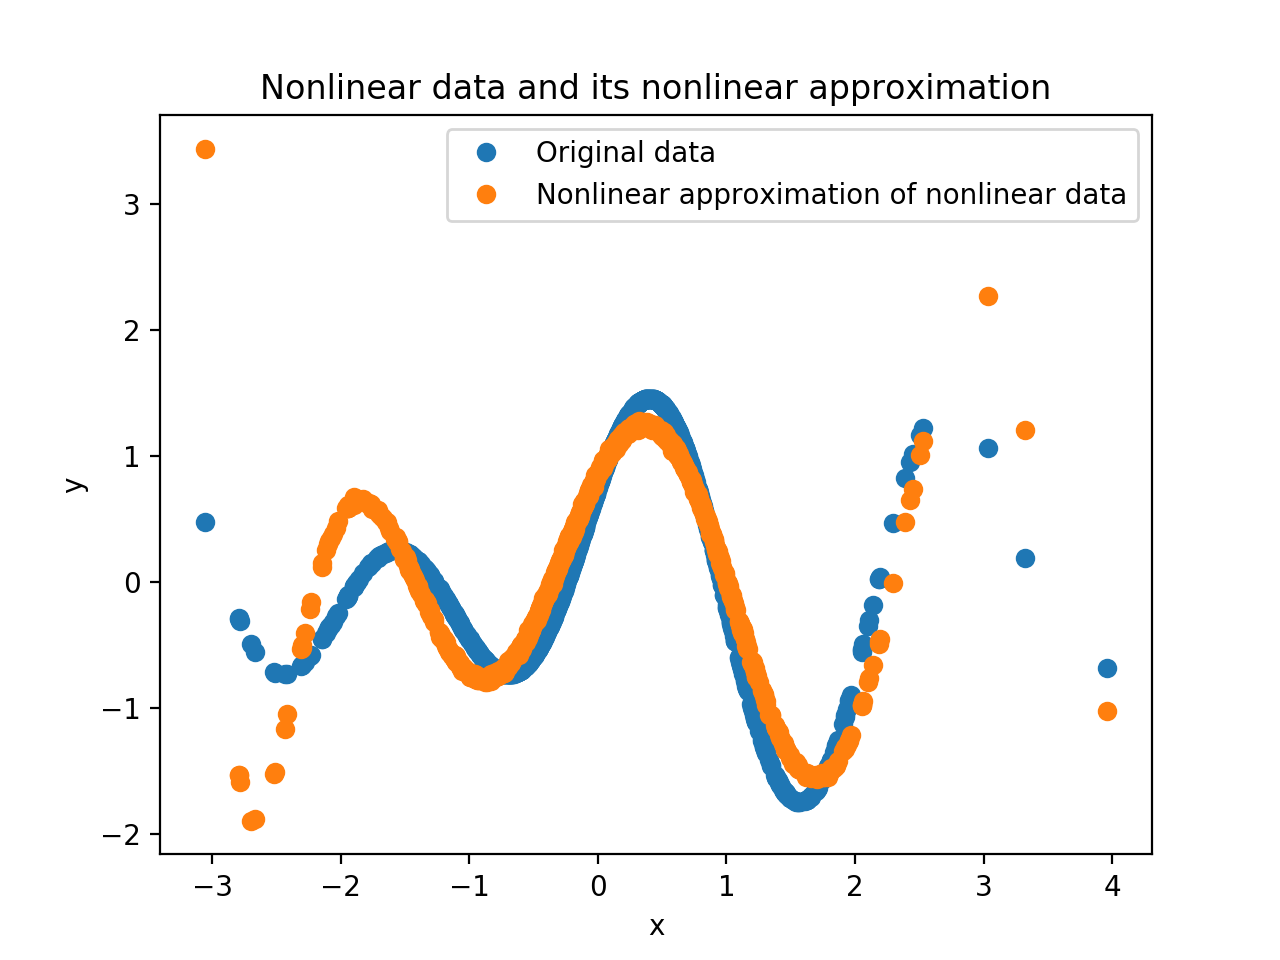 Nonlinear data and its nonlinear approximation
Original data
Nonlinear approximation of nonlinear data
3
2
1
0
−1
−2
y
−3 −2 −1 0 1 2 3 4
x